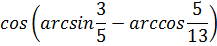 cos(arcsin 3/5 − arccos 5/13)